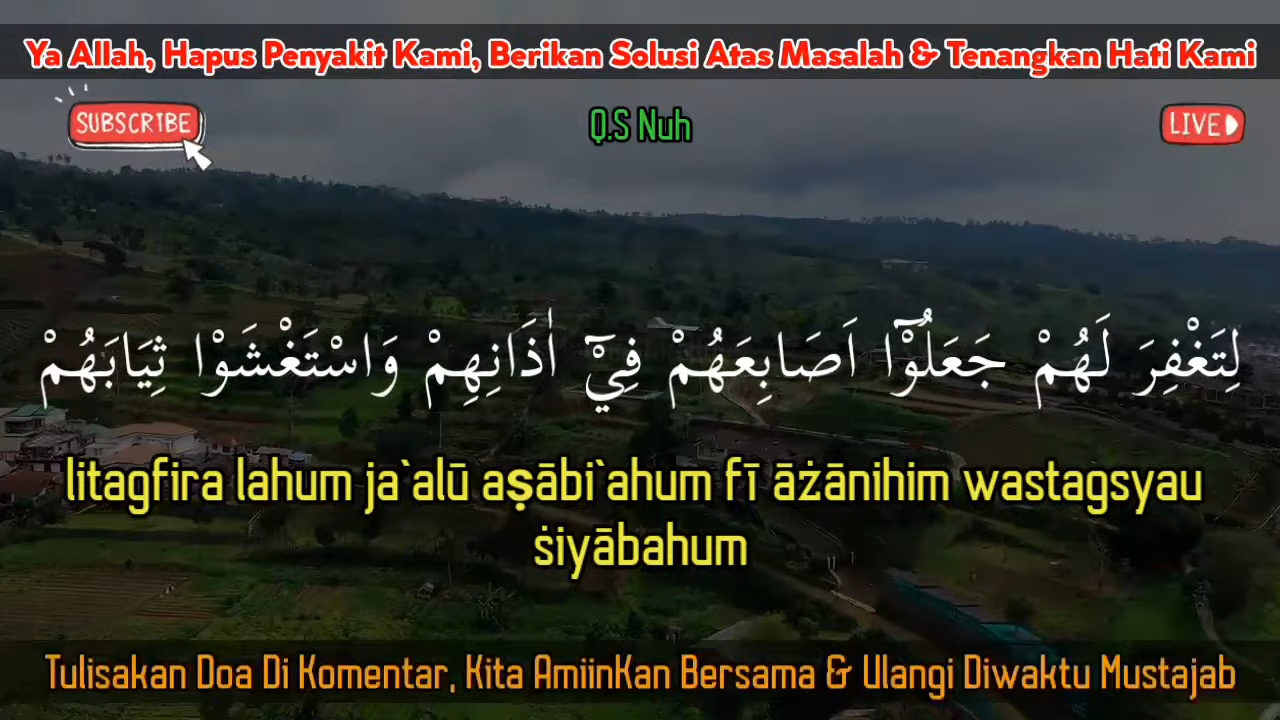 Ya Allah, Hapus Penyakit Kami, Berikan Solusi Atas Masalah & Tenangkan Hati Kami
SUBSCRIBE
Q.S Nuh
LIVE
لِتَغْفِرَ لَهُمْ جَعَلُوْٓا اَصَابِعَهُمْ فِيْٓ اٰذَانِهِمْ وَاسْتَغْشَوْا ثِيَابَهُمْ
litagfira lahum ja`alū aṣābi`ahum fī āżānihim wastagsyau
ṡiyābahum
Tulisakan Doa Di Komentar, Kita AmiinKan Bersama & Ulangi Diwaktu Mustajab